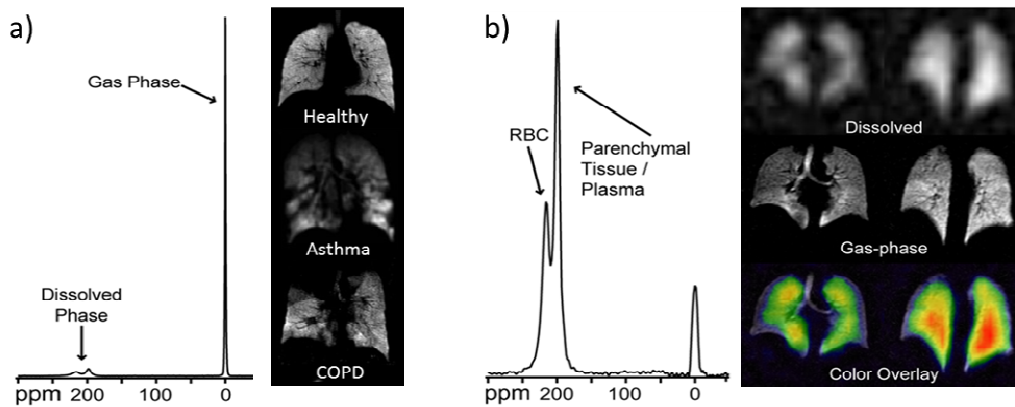 a)
Gas Phase
Dissolved
Phase
ppm 200 100 0
Healthy
Asthma
COPD
b)
RBC
Parenchymal
Tissue /
Plasma
ppm 200 100 0
Dissolved
Gas-phase
Color Overlay